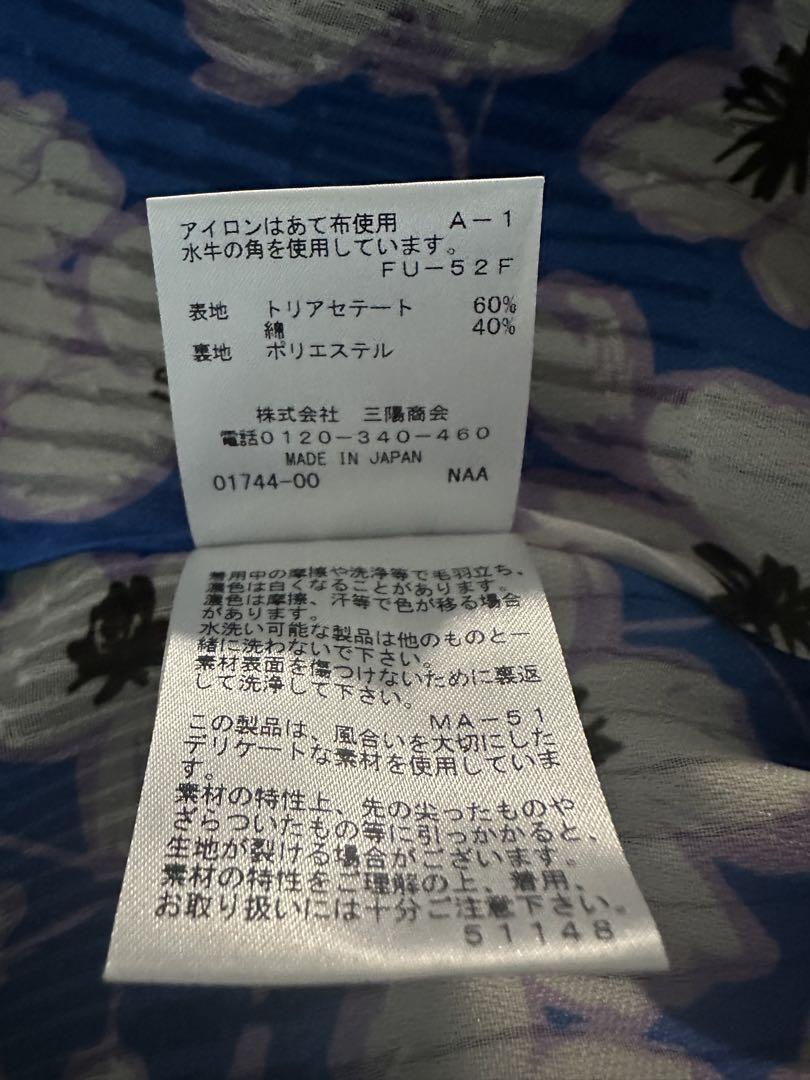 アイロンはあて布使用 A-1
水牛の角を使用しています。
FU-52F
表地 トリアセテート 60%
綿 40%
裏地 ポリエステル
株式会社 三陽商会
電話0120-340-460
MADE IN JAPAN
01744-00 NAA
着用中の摩擦や洗浄等で毛羽立ち、
濃色は白くなることがあります。
濃色は摩擦、汗等で色が移る場合
があります。
水洗い可能な製品は他のものと一
緒に洗わないで下さい。
素材表面を傷つけないために裏返
して洗浄して下さい。
MA-51
この製品は、風合いを大切にした
デリケートな素材を使用していま
す。
素材の特性上、先の尖ったものや
ざらついたもの等に引っかかると、
生地が裂ける場合がございます。
素材の特性をご理解の上、着用、
お取り扱いには十分ご注意下さい。
51148